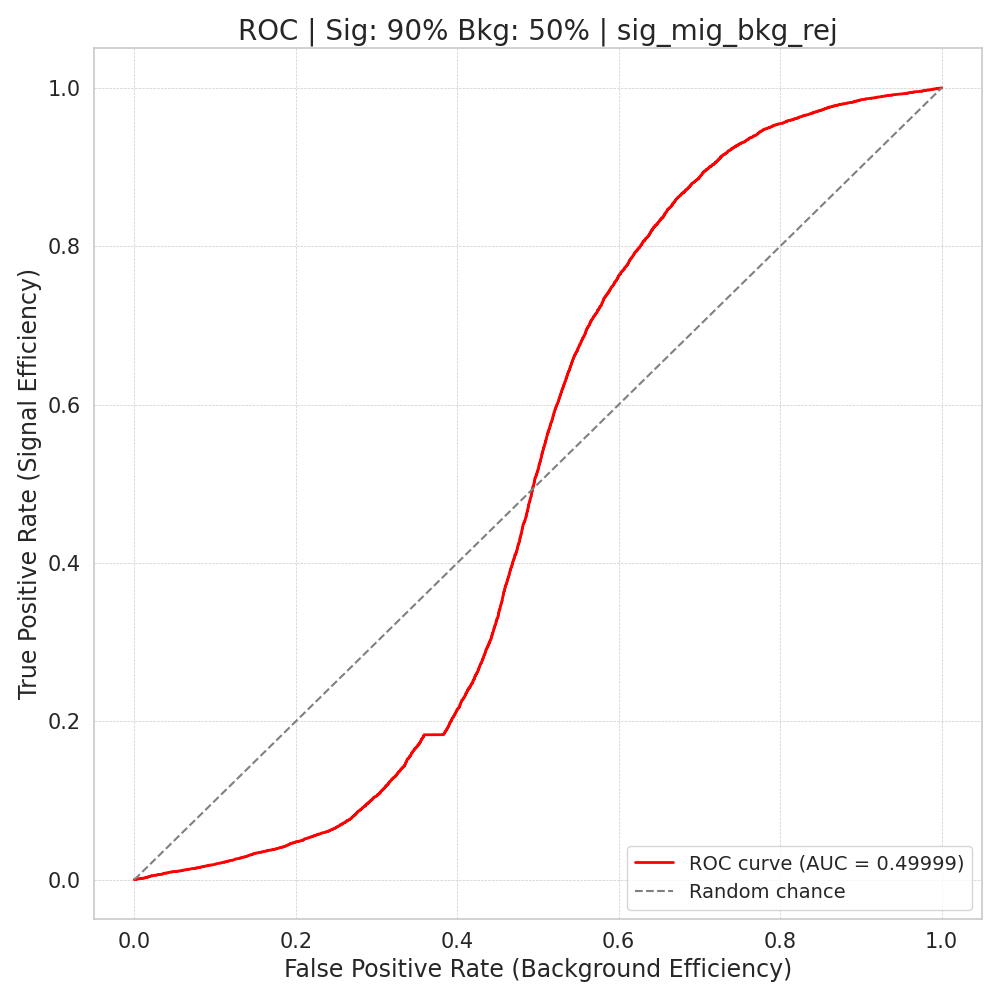 ROC | Sig: 90% Bkg: 50% | sig_mig_bkg_rej
True Positive Rate (Signal Efficiency)
1.0
0.8
0.6
0.4
0.2
0.0
ROC curve (AUC = 0.49999)
Random chance
0.0 0.2 0.4 0.6 0.8 1.0
False Positive Rate (Background Efficiency)